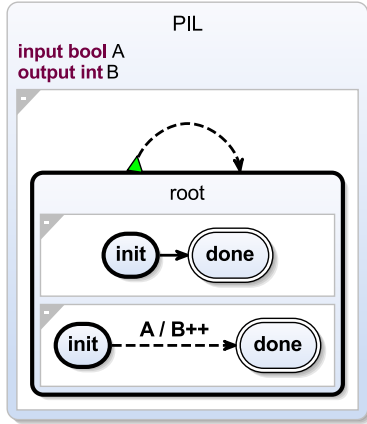 PIL
input bool A
output int B
root
init
done
init
A / B++
done